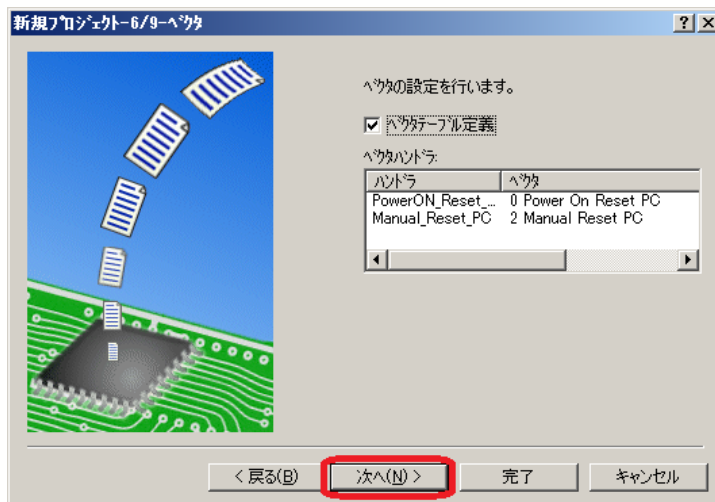 新規ﾌﾟﾛｼﾞｪｸﾄ-6/9-ﾍﾞｸﾀ
ﾍﾞｸﾀの設定を行います。
ﾍﾞｸﾀﾃｰﾌﾞﾙ定義
ﾍﾞｸﾀﾊﾝﾄﾞﾗ:
ﾊﾝﾄﾞﾗ ﾍﾞｸﾀ
PowerON_Reset_... 0 Power On Reset PC
Manual_Reset_PC 2 Manual Reset PC
< 戻る(B) 次へ(N) > 完了 ｷｬﾝｾﾙ